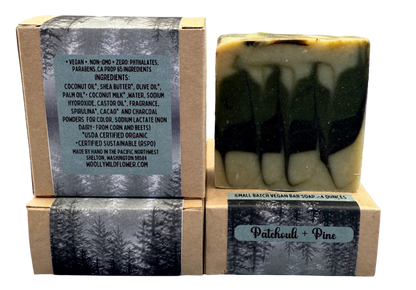 • VEGAN • NON-GMO • ZERO: PHTHALATES,
PARABENS, CA PROP 65 INGREDIENTS
INGREDIENTS:
COCONUT OIL*, SHEA BUTTER*, OLIVE OIL*,
PALM OIL*• COCONUT MILK* ,WATER, SODIUM
HYDROXIDE, CASTOR OIL*, FRAGRANCE,
SPIRULINA*, CACAO* AND CHARCOAL
POWDERS FOR COLOR, SODIUM LACTATE (NON
DAIRY- FROM CORN AND BEETS)
*USDA CERTIFIED ORGANIC
•CERTIFIED SUSTAINABLE (RSPO)
MADE BY HAND IN THE PACIFIC NORTHWEST
SHELTON, WASHINGTON 98584
WOOLLYWILDFLOWER.COM
SMALL BATCH VEGAN BAR SOAP ~4 OUNCES
Patchouli + Pine